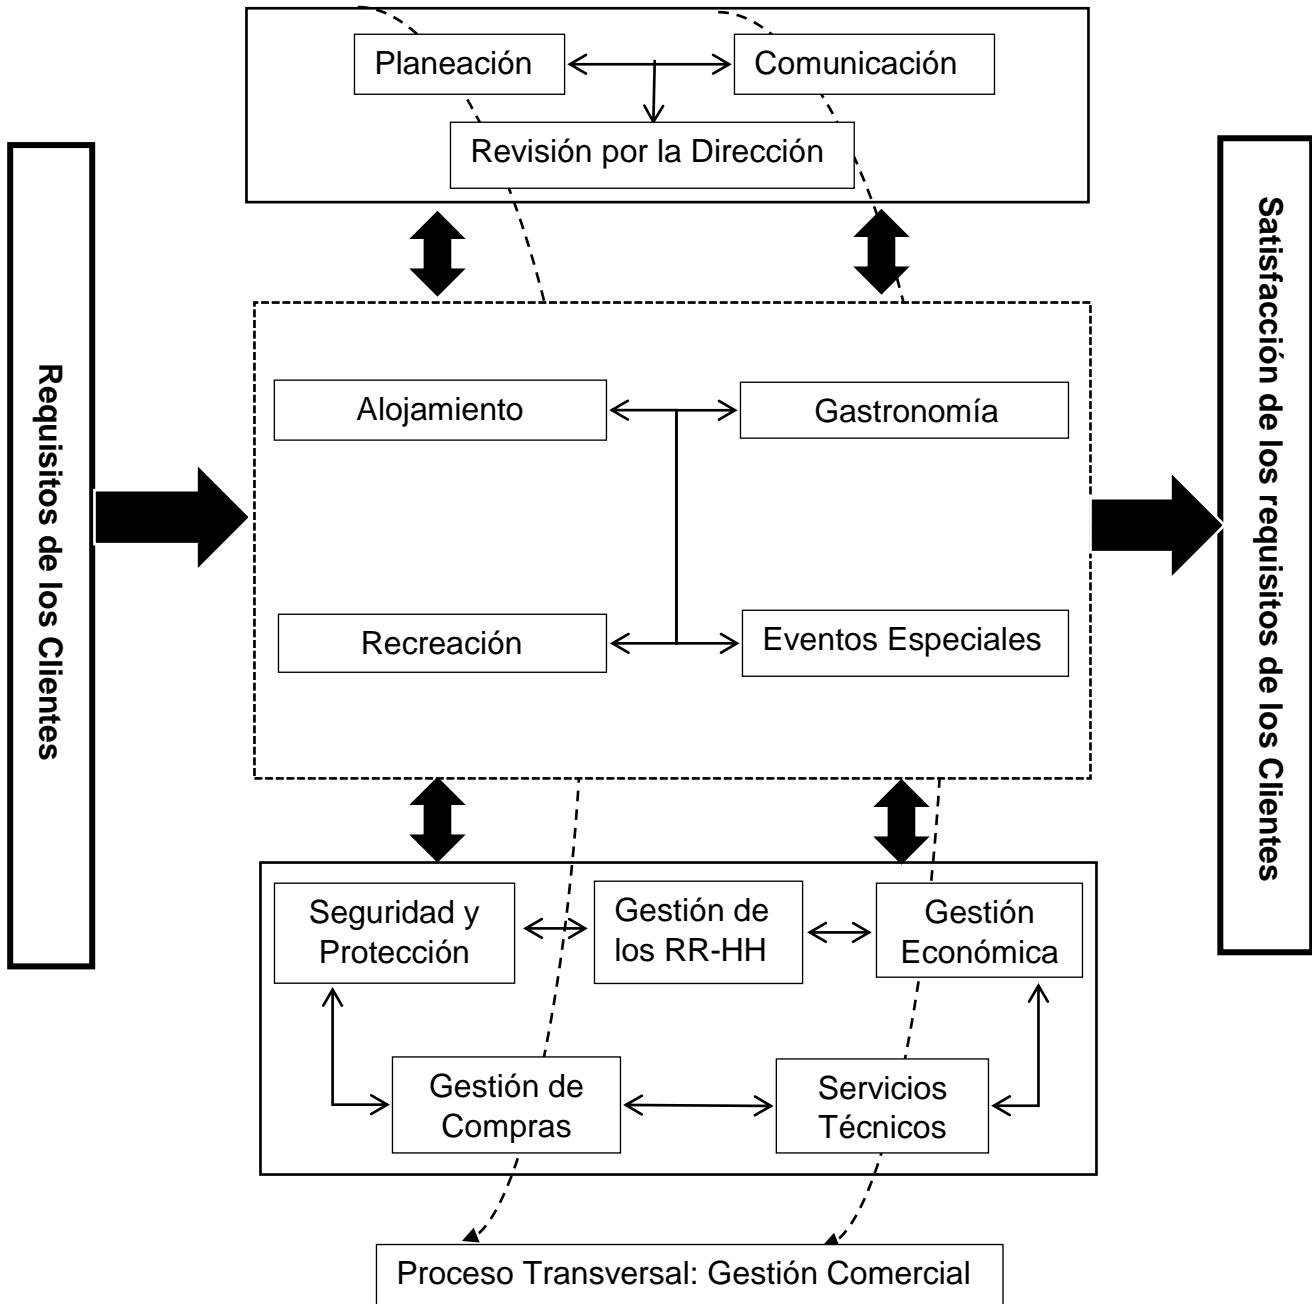 Planeación
Comunicación
Revisión por la Dirección
Requisitos de los Clientes
Alojamiento
Gastronomía
Recreación
Eventos Especiales
Satisfacción de los requisitos de los Clientes
Seguridad y
Protección
Gestión de
los RR-HH
Gestión
Económica
Gestión de
Compras
Servicios
Técnicos
Proceso Transversal: Gestión Comercial